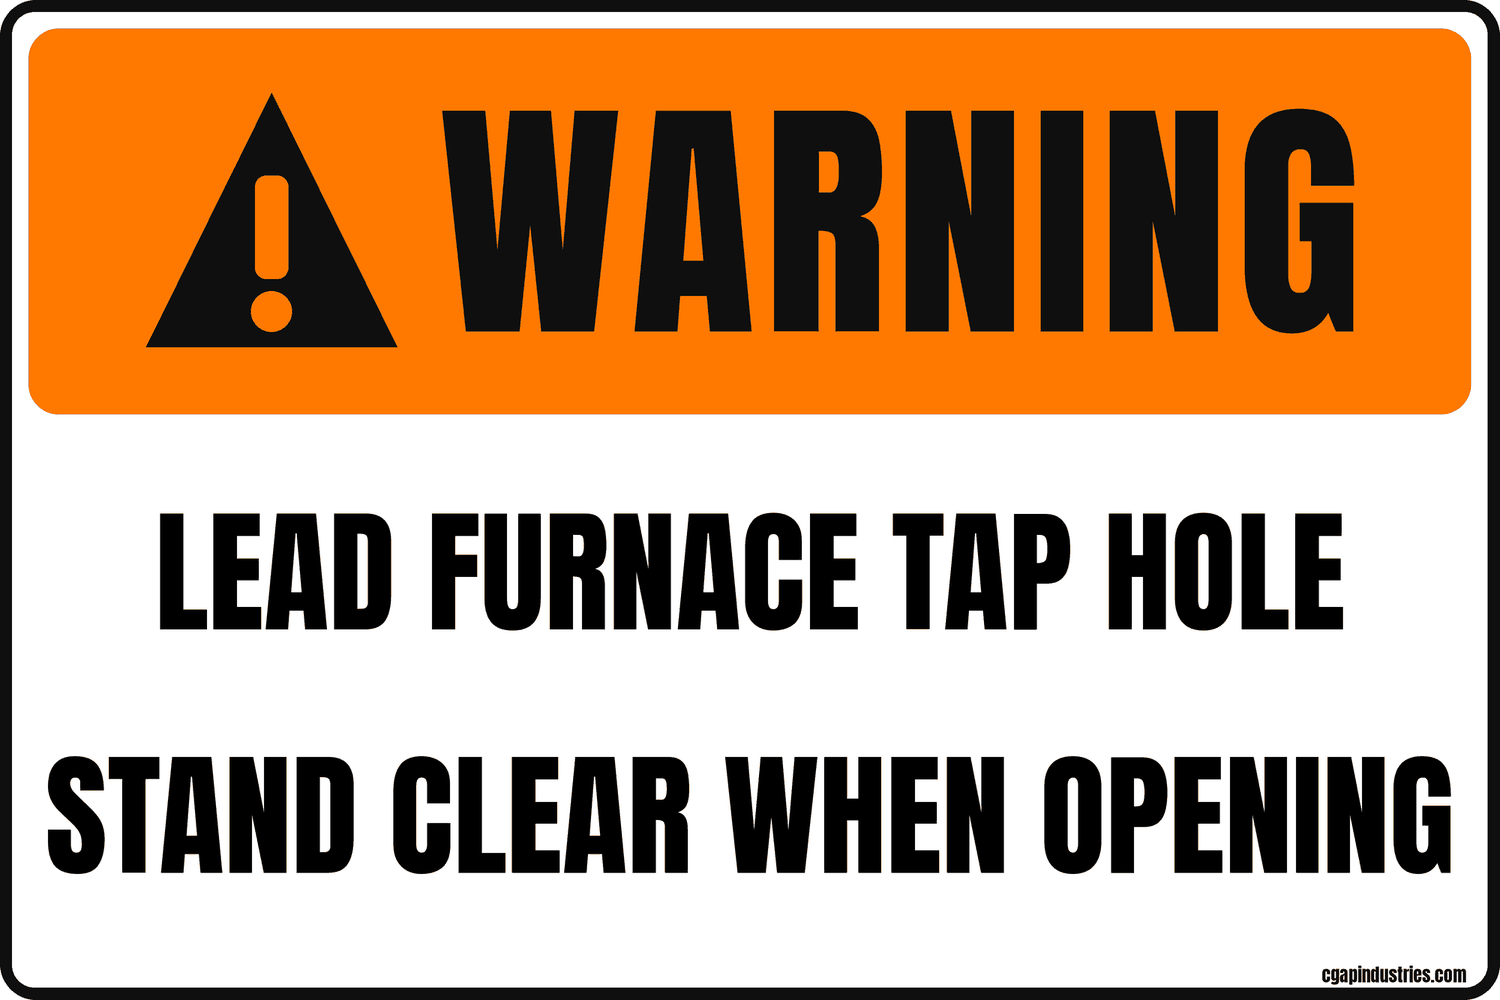 WARNING
LEAD FURNACE TAP HOLE
STAND CLEAR WHEN OPENING
cgapindustries.com